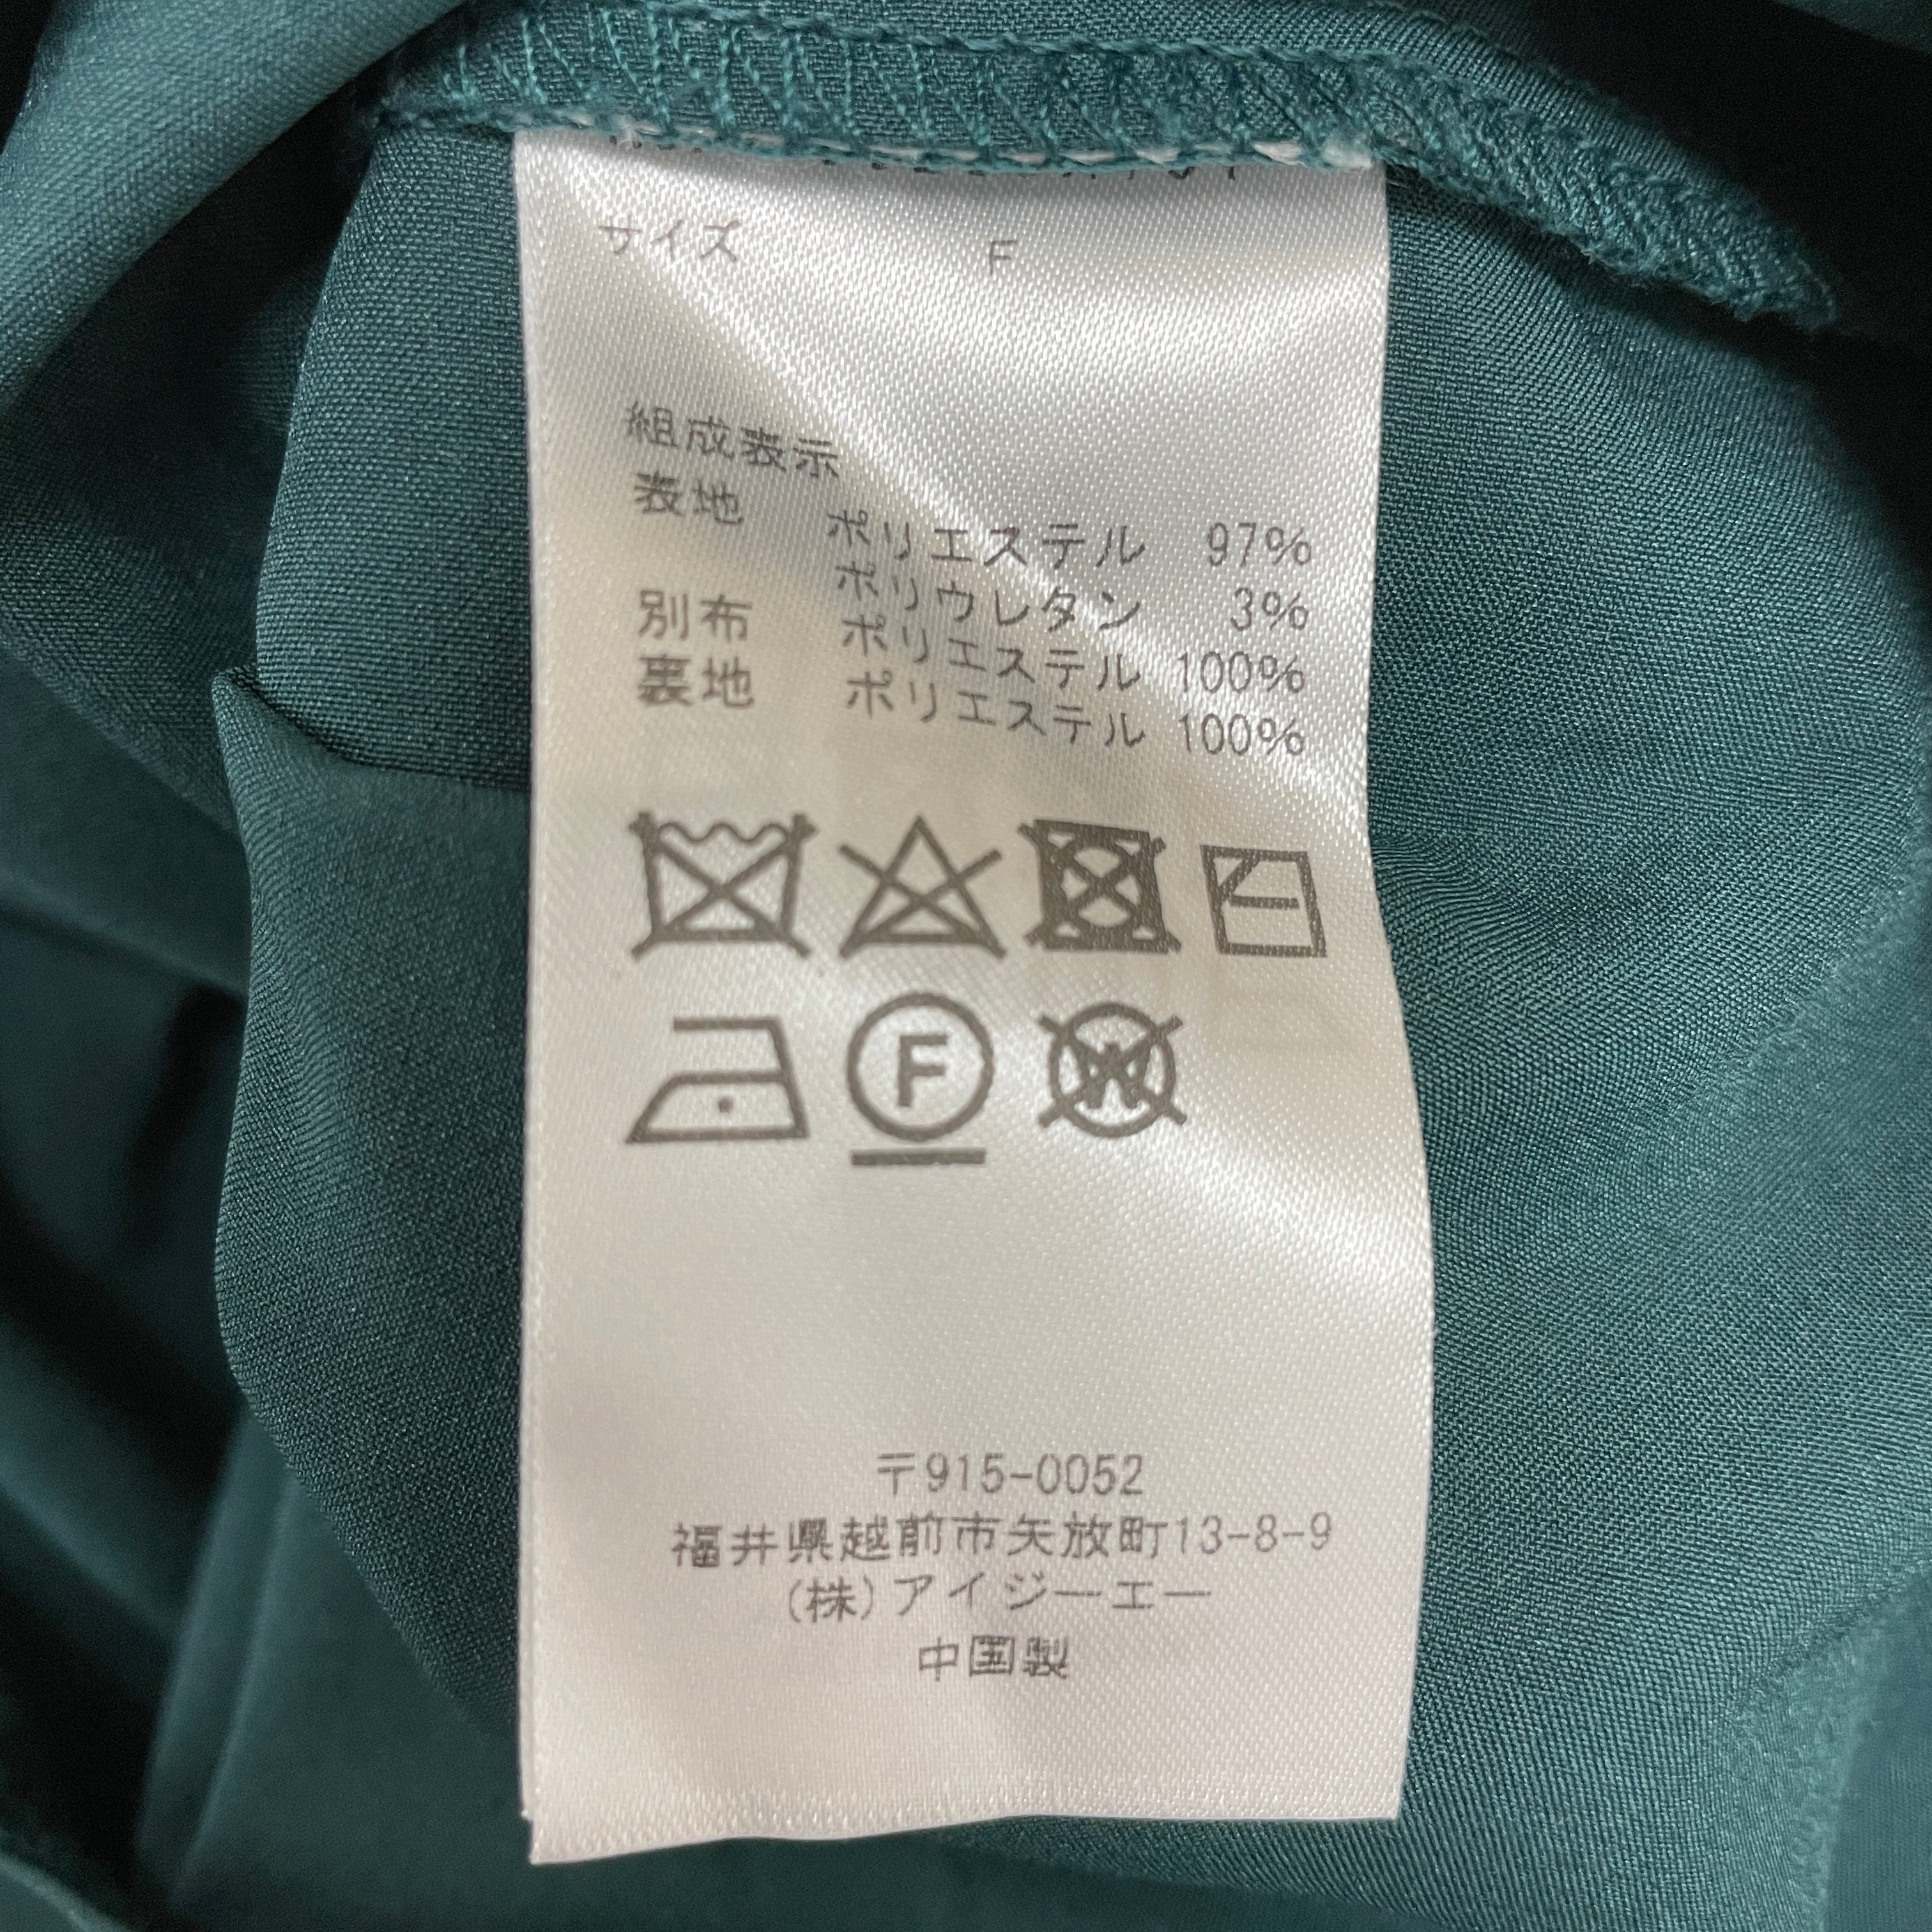 サイズ F
組成表示
表地 ポリエステル 97%
ポリウレタン 3%
別布 ポリエステル 100%
裏地 ポリエステル 100%
F
W
〒915-0052
福井県越前市矢放町13-8-9
(株)アイジーエー
中国製